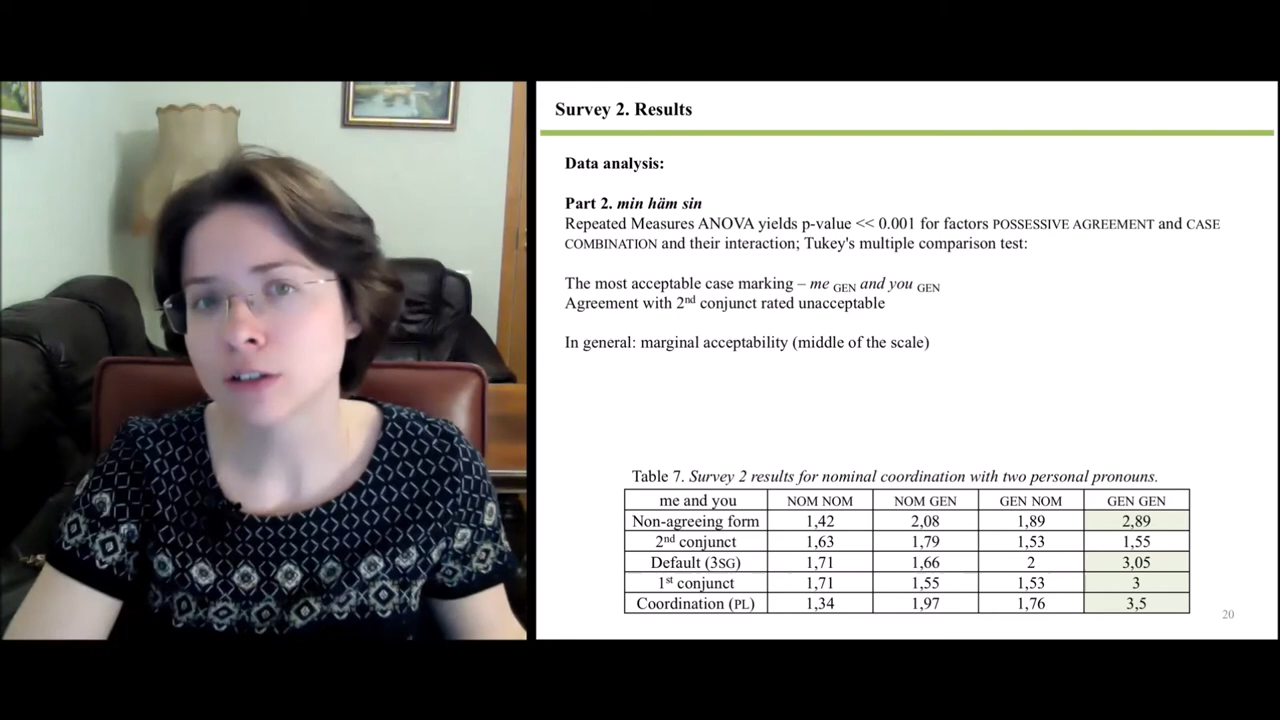 Survey 2. Results
Data analysis:
Part 2. min häm sin
Repeated Measures ANOVA yields p-value << 0.001 for factors POSSESSIVE AGREEMENT and CASE
COMBINATION and their interaction; Tukey's multiple comparison test:
The most acceptable case marking – me GEN and you GEN
Agreement with 2nd conjunct rated unacceptable
In general: marginal acceptability (middle of the scale)
Table 7. Survey 2 results for nominal coordination with two personal pronouns.
me and you NOM NOM NOM GEN GEN NOM GEN GEN
Non-agreeing form 1,42 2,08 1,89 2,89
2nd conjunct 1,63 1,79 1,53 1,55
Default (3SG) 1,71 1,66 2 3,05
1st conjunct 1,71 1,55 1,53 3
Coordination (PL) 1,34 1,97 1,76 3,5
20